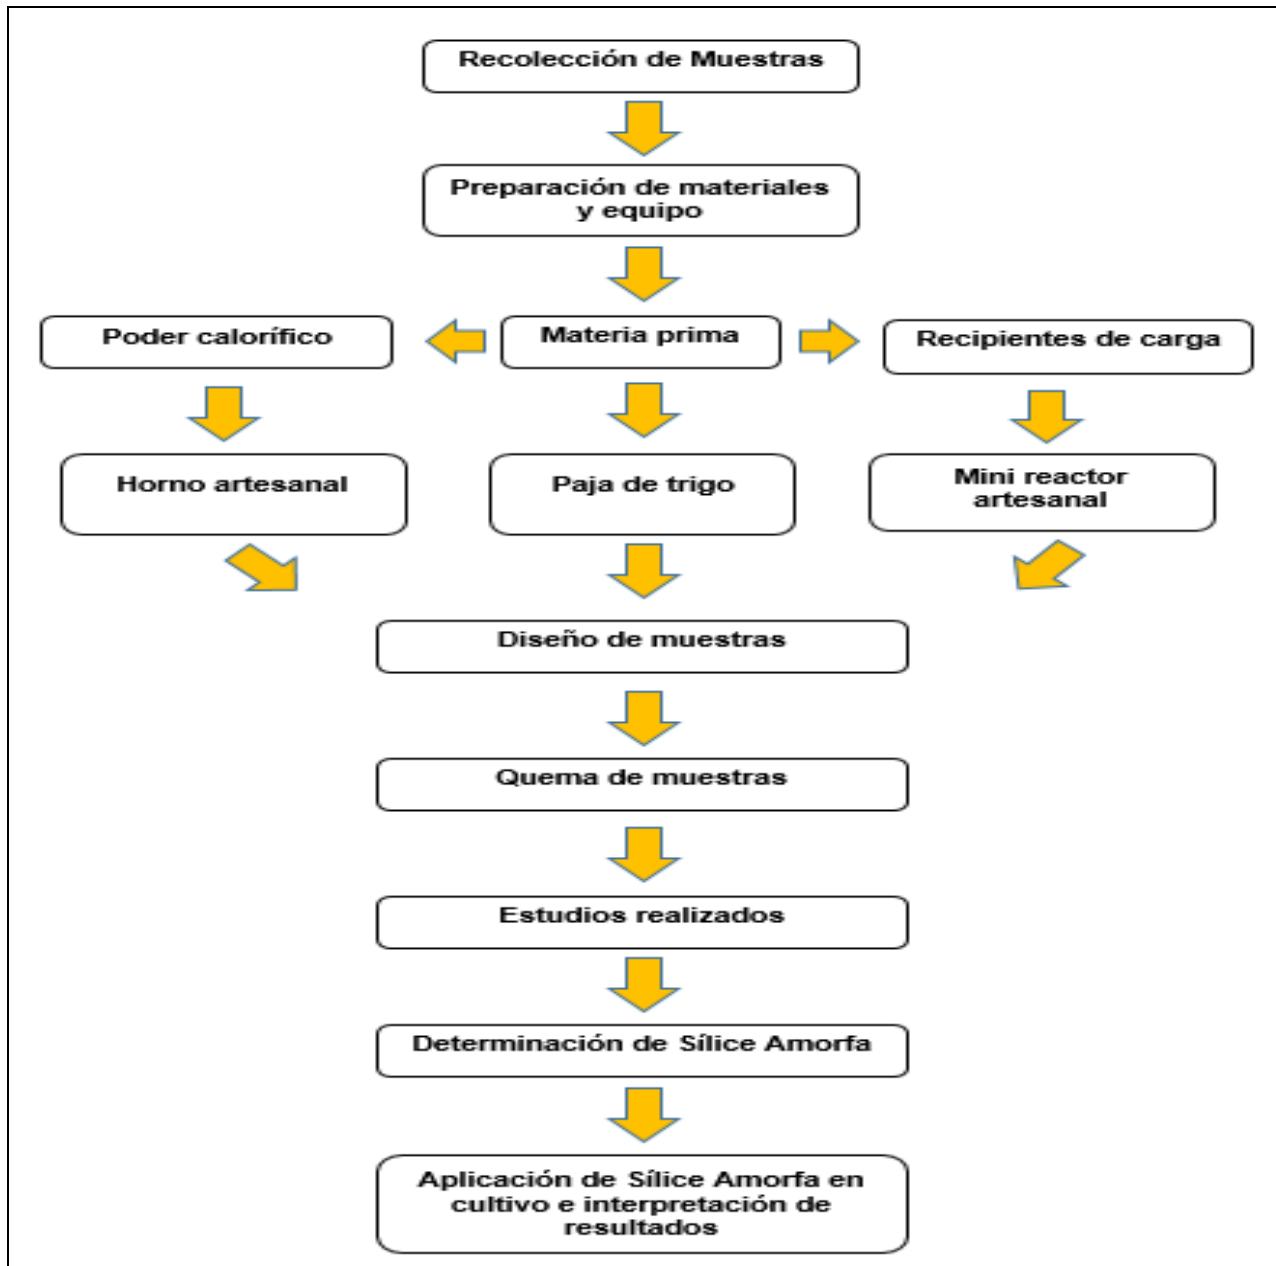 Recolección de Muestras
Preparación de materiales
y equipo
Poder calorífico
Materia prima
Recipientes de carga
Horno artesanal
Paja de trigo
Mini reactor
artesanal
Diseño de muestras
Quema de muestras
Estudios realizados
Determinación de Sílice Amorfa
Aplicación de Sílice Amorfa en
cultivo e interpretación de
resultados